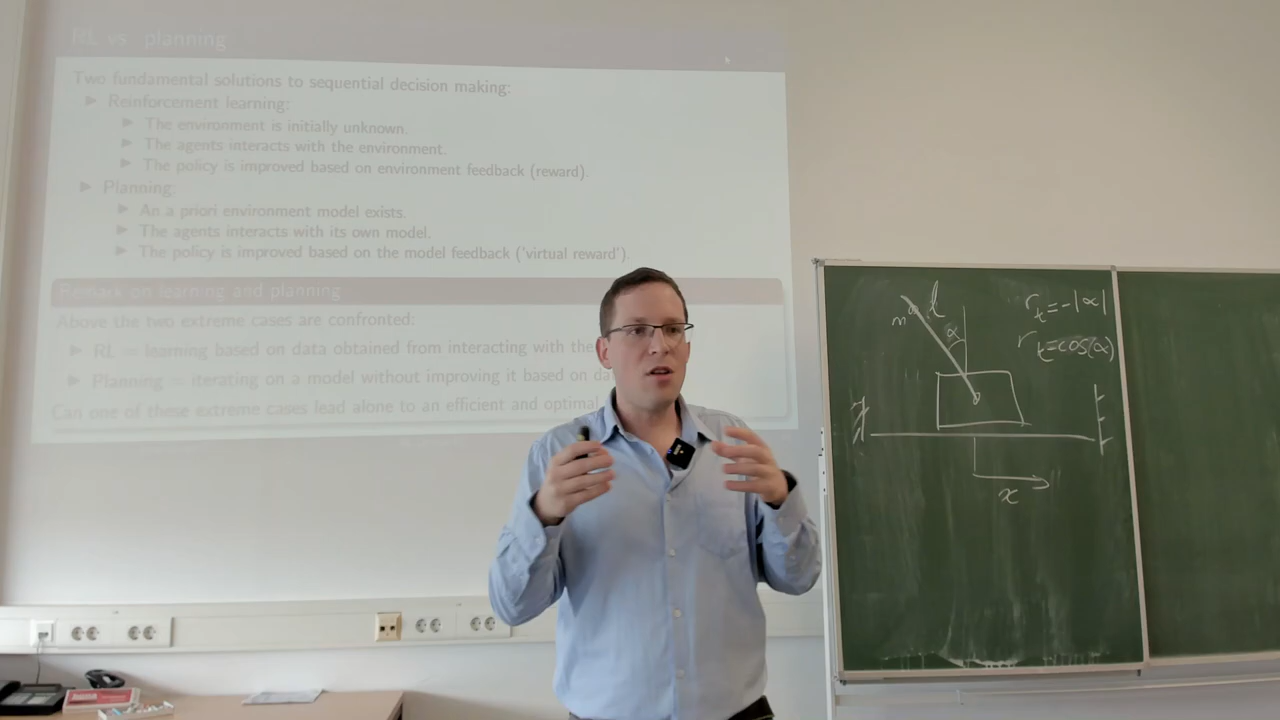 RL vs. planning
Two fundamental solutions to sequential decision making:
▶ Reinforcement learning:
▶ The environment is initially unknown.
▶ The agents interacts with the environment.
▶ The policy is improved based on environment feedback (reward).
▶ Planning:
▶ An a priori environment model exists.
▶ The agents interacts with its own model.
▶ The policy is improved based on the model feedback ('virtual reward').
Remark on learning and planning
Above the two extreme cases are confronted:
▶ RL = learning based on data obtained from interacting with the
▶ Planning = iterating on a model without improving it based on da
Can one of these extreme cases lead alone to an efficient and optimal
m l
α
r_t=-|α|
r_t=cos(α)
x